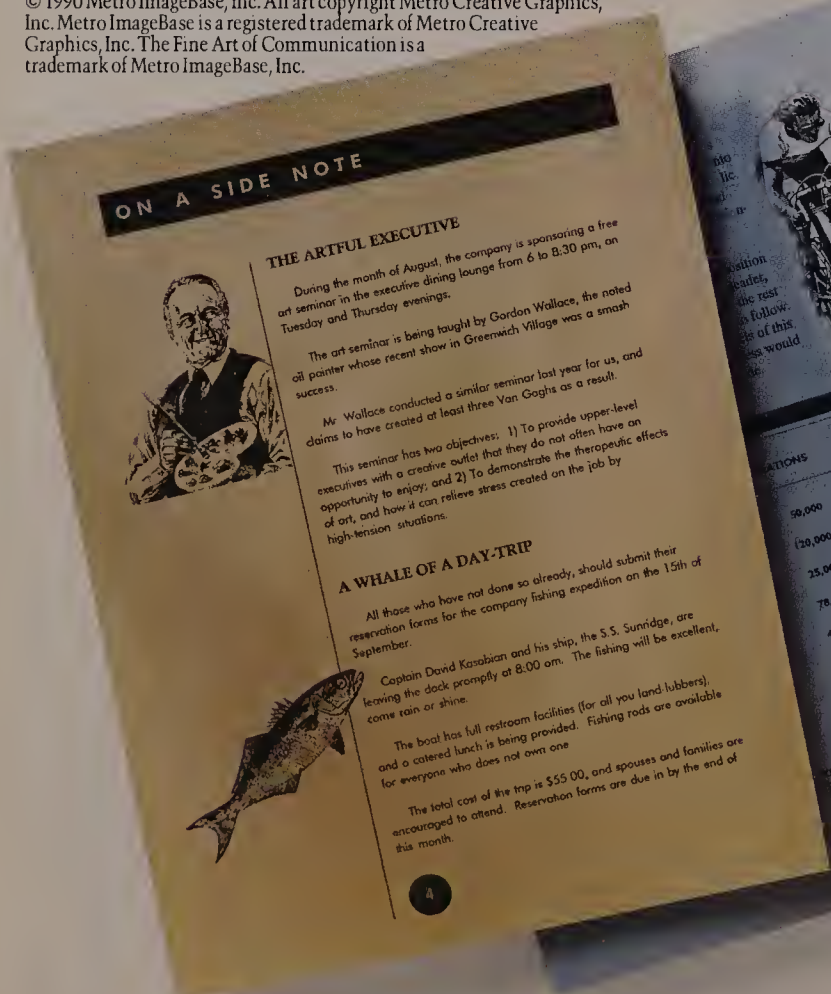 © 1990 Metro ImageBase, Inc. All art copyright Metro Creative Graphics,
Inc. Metro ImageBase is a registered trademark of Metro Creative
Graphics, Inc. The Fine Art of Communication is a
trademark of Metro ImageBase, Inc.
ON A SIDE NOTE
THE ARTFUL EXECUTIVE
During the month of August, the company is sponsoring a free
art seminar in the executive dining lounge from 6 to 8:30 pm, on
Tuesday and Thursday evenings.
The art seminar is being taught by Gordon Wallace, the noted
oil painter whose recent show in Greenwich Village was a smash
success.
Mr Wallace conducted a similar seminar last year for us, and
claims to have created at least three Van Goghs as a result.
This seminar has two objectives: 1) To provide upper-level
executives with a creative outlet that they do not often have an
opportunity to enjoy; and 2) To demonstrate the therapeutic effects
of art, and how it can relieve stress created on the job by
high-tension situations.
A WHALE OF A DAY-TRIP
All those who have not done so already, should submit their
reservation forms for the company fishing expedition on the 15th of
September.
Captain David Kasabian and his ship, the S.S. Sunridge, are
leaving the dock promptly at 8:00 am. The fishing will be excellent,
come rain or shine.
The boat has full restroom facilities (for all you land-lubbers),
and a catered lunch is being provided. Fishing rods are available
for everyone who does not own one
The total cost of the trip is $55 00, and spouses and families are
encouraged to attend. Reservation forms are due in by the end of
this month.
4
the rest
follow.
of this
would
50,000